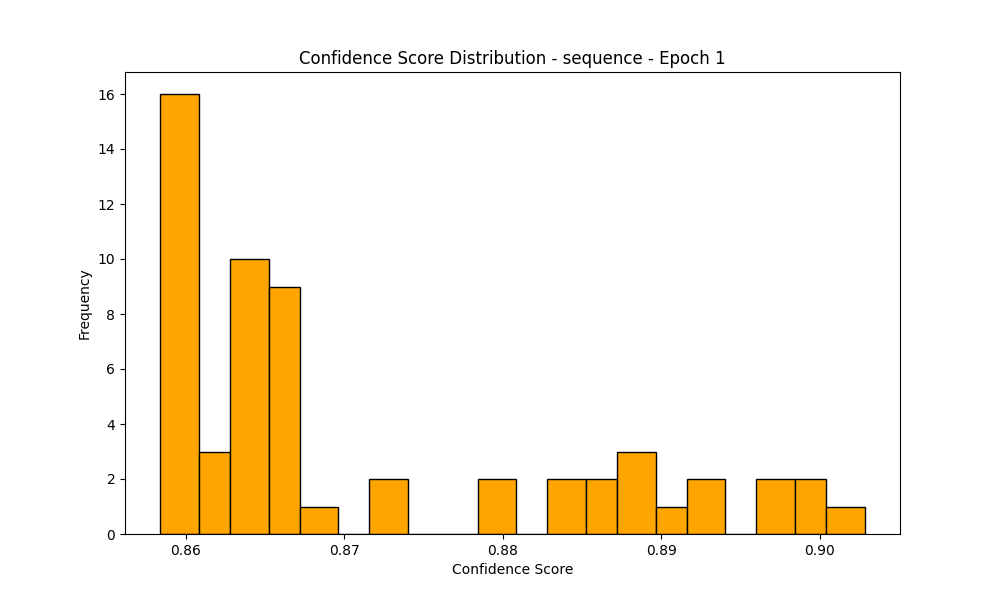 Confidence Score Distribution - sequence - Epoch 1
16
14
12
10
8
6
4
2
0
Frequency
0.86 0.87 0.88 0.89 0.90
Confidence Score